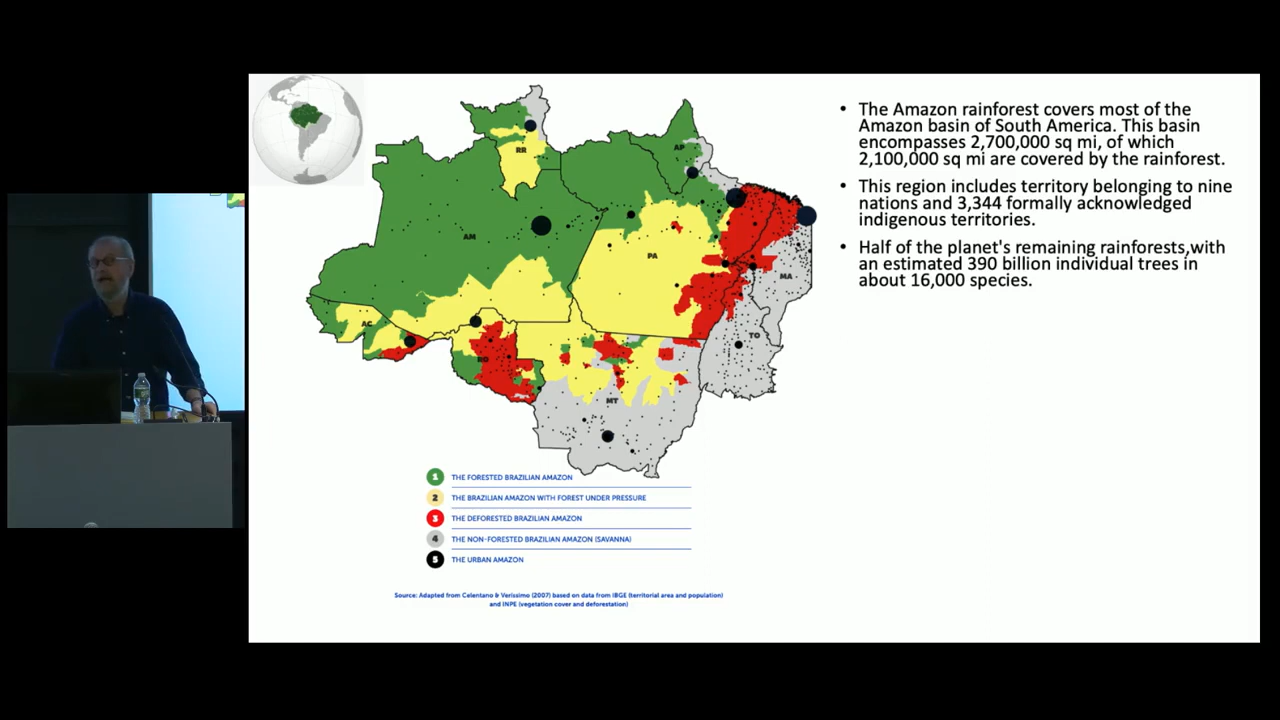 RR
AP
AM
PA
MA
AC
TO
RO
MT
1 THE FORESTED BRAZILIAN AMAZON
2 THE BRAZILIAN AMAZON WITH FOREST UNDER PRESSURE
3 THE DEFORESTED BRAZILIAN AMAZON
4 THE NON-FORESTED BRAZILIAN AMAZON (SAVANNA)
5 THE URBAN AMAZON
Source: Adapted from Celentano & Veríssimo (2007) based on data from IBGE (territorial area and population)
and INPE (vegetation cover and deforestation)
• The Amazon rainforest covers most of the
Amazon basin of South America. This basin
encompasses 2,700,000 sq mi, of which
2,100,000 sq mi are covered by the rainforest.
• This region includes territory belonging to nine
nations and 3,344 formally acknowledged
indigenous territories.
• Half of the planet's remaining rainforests,with
an estimated 390 billion individual trees in
about 16,000 species.